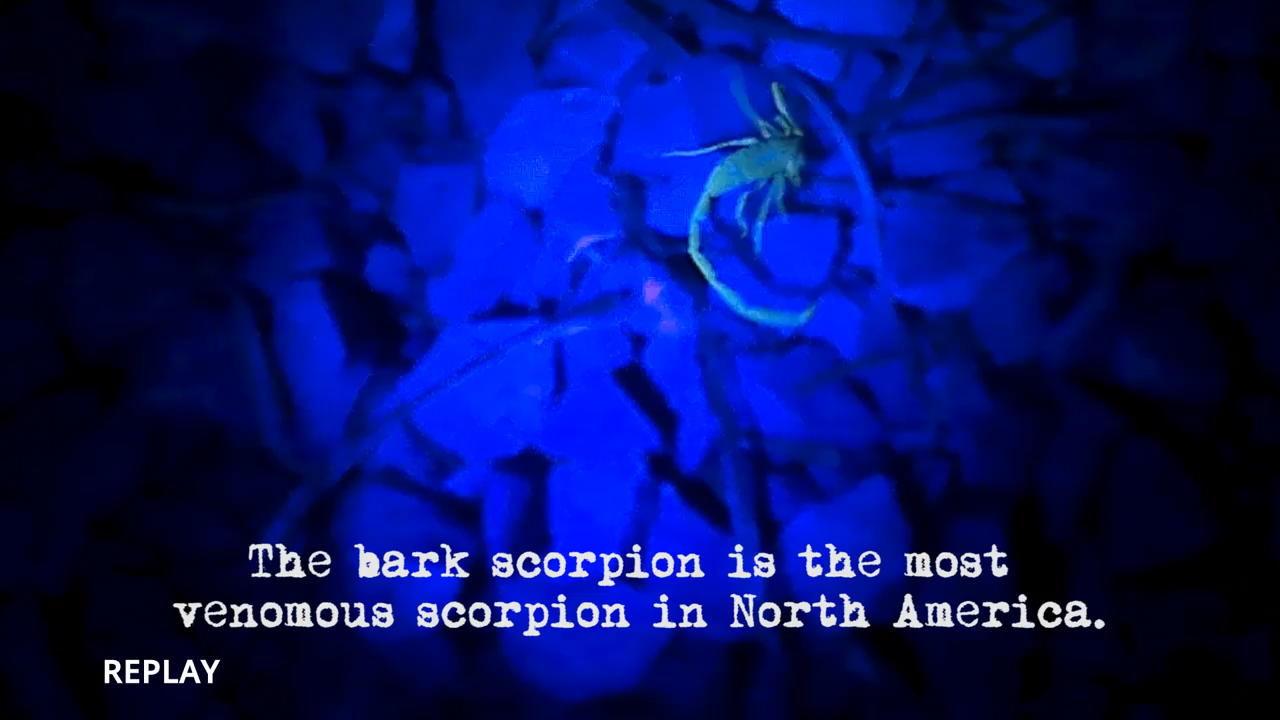 The bark scorpion is the most
venomous scorpion in North America.
REPLAY